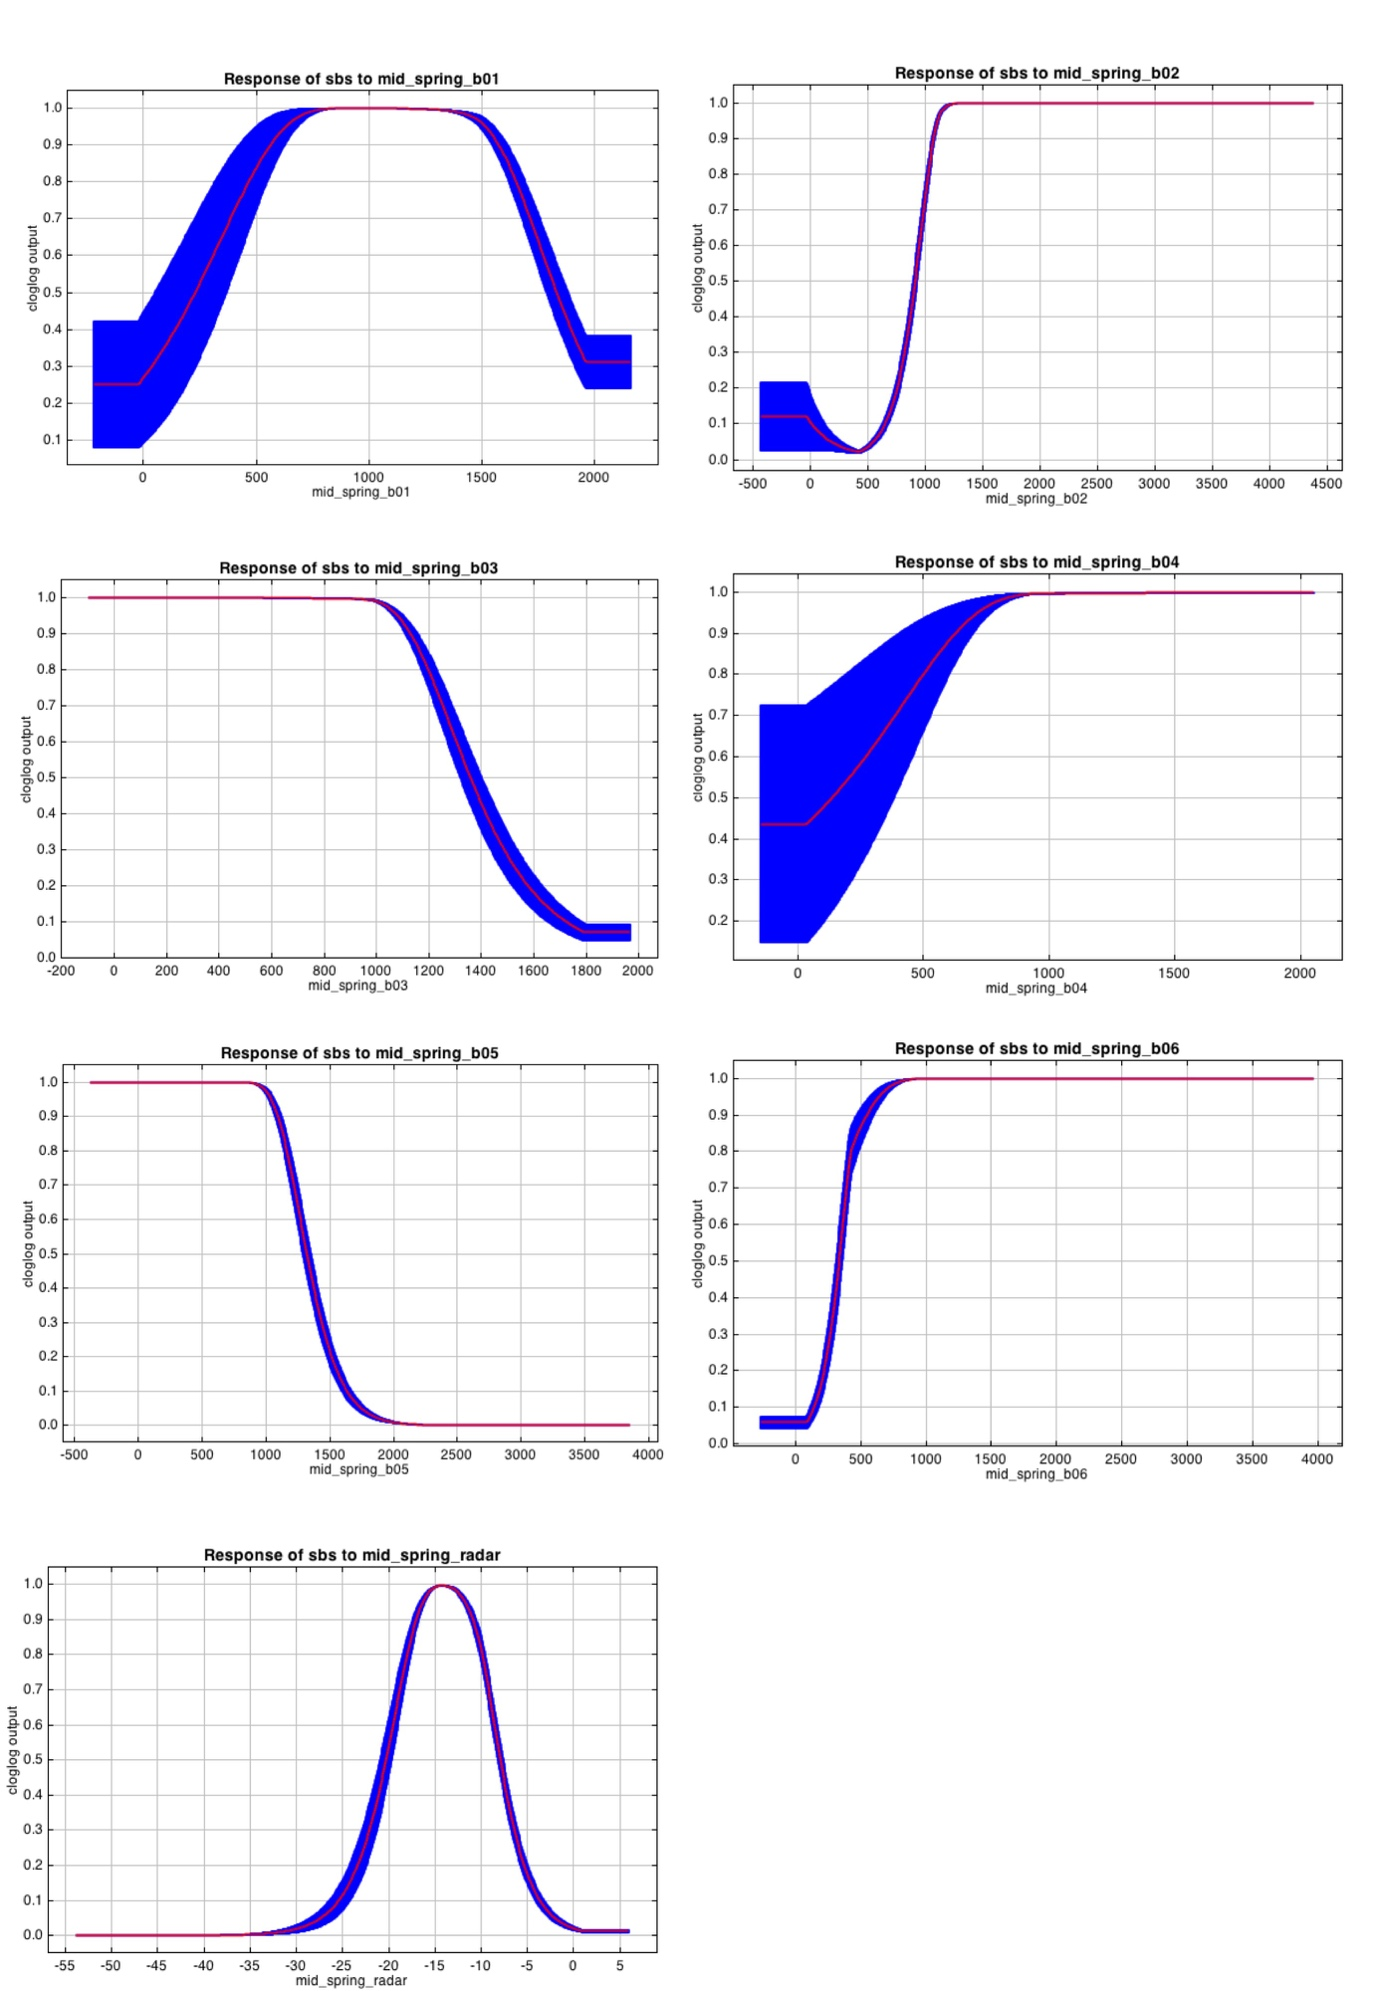 Response of sbs to mid_spring_b01
cloglog output
1.0
0.9
0.8
0.7
0.6
0.5
0.4
0.3
0.2
0.1
0 500 1000 1500 2000
mid_spring_b01
Response of sbs to mid_spring_b02
cloglog output
1.0
0.9
0.8
0.7
0.6
0.5
0.4
0.3
0.2
0.1
0.0
-500 0 500 1000 1500 2000 2500 3000 3500 4000 4500
mid_spring_b02
Response of sbs to mid_spring_b03
cloglog output
1.0
0.9
0.8
0.7
0.6
0.5
0.4
0.3
0.2
0.1
0.0
-200 0 200 400 600 800 1000 1200 1400 1600 1800 2000
mid_spring_b03
Response of sbs to mid_spring_b04
cloglog output
1.0
0.9
0.8
0.7
0.6
0.5
0.4
0.3
0.2
0 500 1000 1500 2000
mid_spring_b04
Response of sbs to mid_spring_b05
cloglog output
1.0
0.9
0.8
0.7
0.6
0.5
0.4
0.3
0.2
0.1
0.0
-500 0 500 1000 1500 2000 2500 3000 3500 4000
mid_spring_b05
Response of sbs to mid_spring_b06
cloglog output
1.0
0.9
0.8
0.7
0.6
0.5
0.4
0.3
0.2
0.1
0.0
0 500 1000 1500 2000 2500 3000 3500 4000
mid_spring_b06
Response of sbs to mid_spring_radar
cloglog output
1.0
0.9
0.8
0.7
0.6
0.5
0.4
0.3
0.2
0.1
0.0
-55 -50 -45 -40 -35 -30 -25 -20 -15 -10 -5 0 5
mid_spring_radar